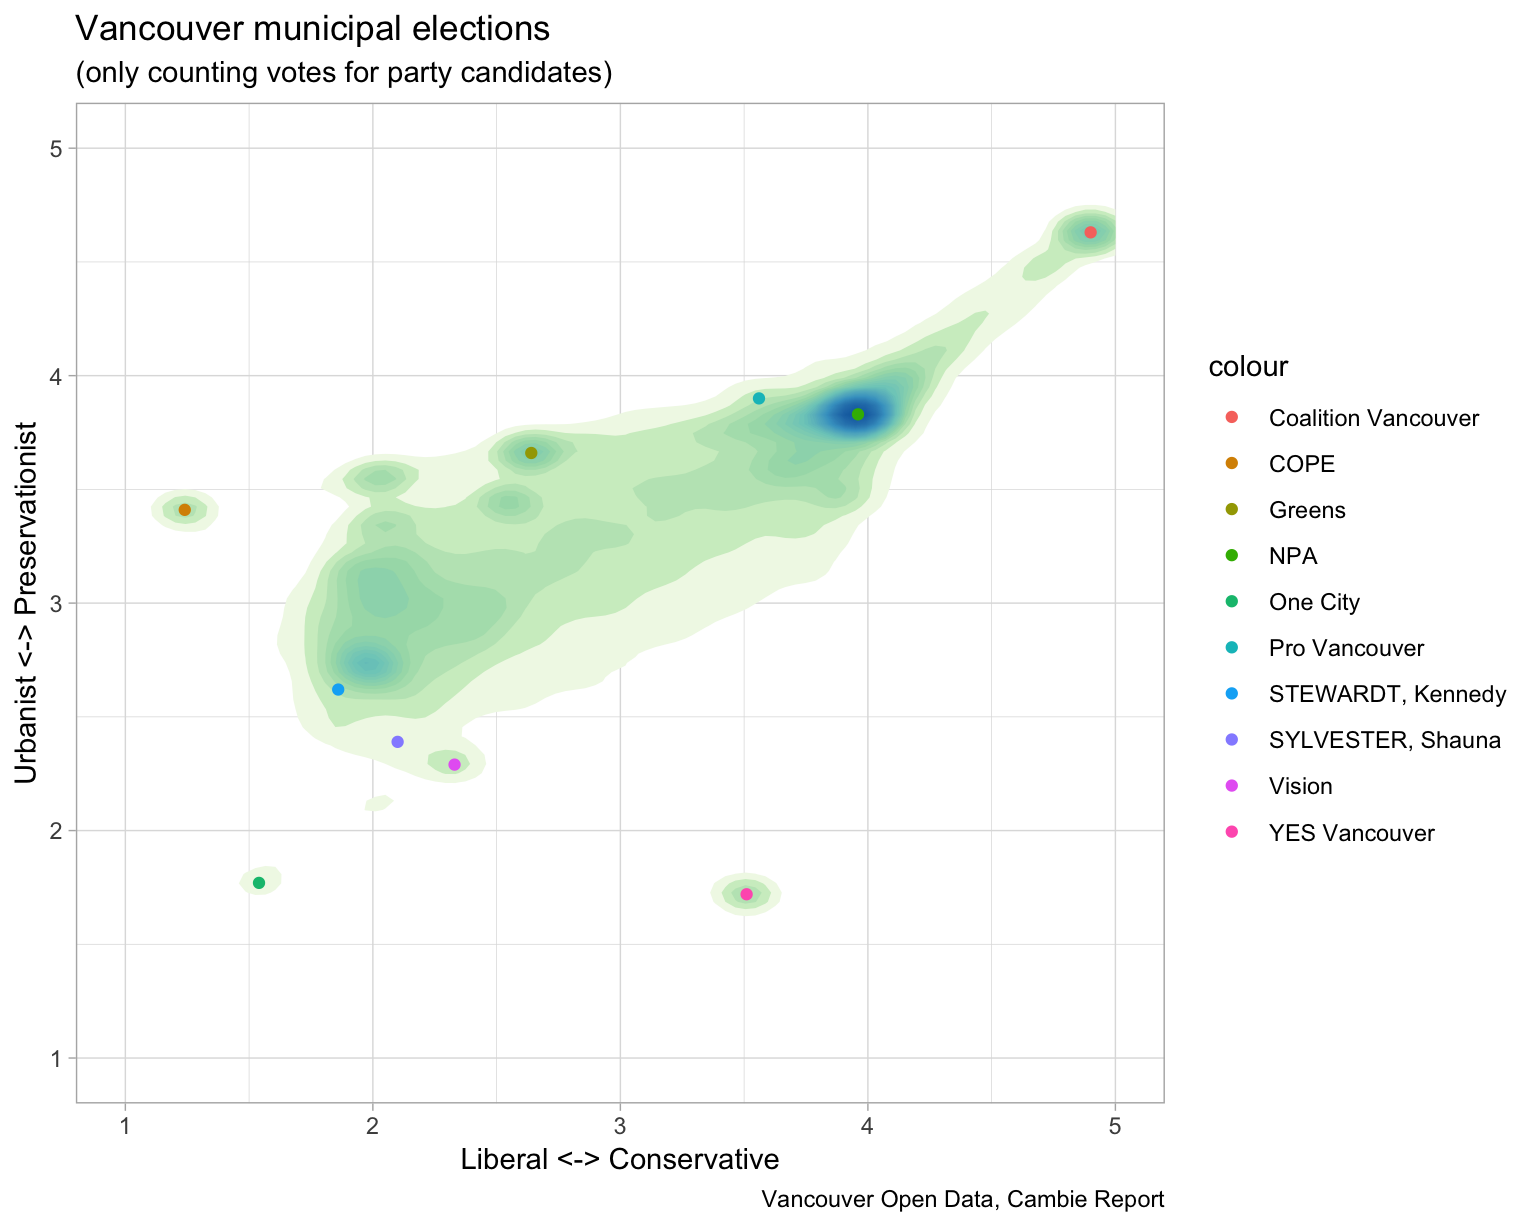 Vancouver municipal elections
(only counting votes for party candidates)
Urbanist <-> Preservationist
5
4
3
2
1
1
2
3
4
5
Liberal <-> Conservative
colour
Coalition Vancouver
COPE
Greens
NPA
One City
Pro Vancouver
STEWARDT, Kennedy
SYLVESTER, Shauna
Vision
YES Vancouver
Vancouver Open Data, Cambie Report